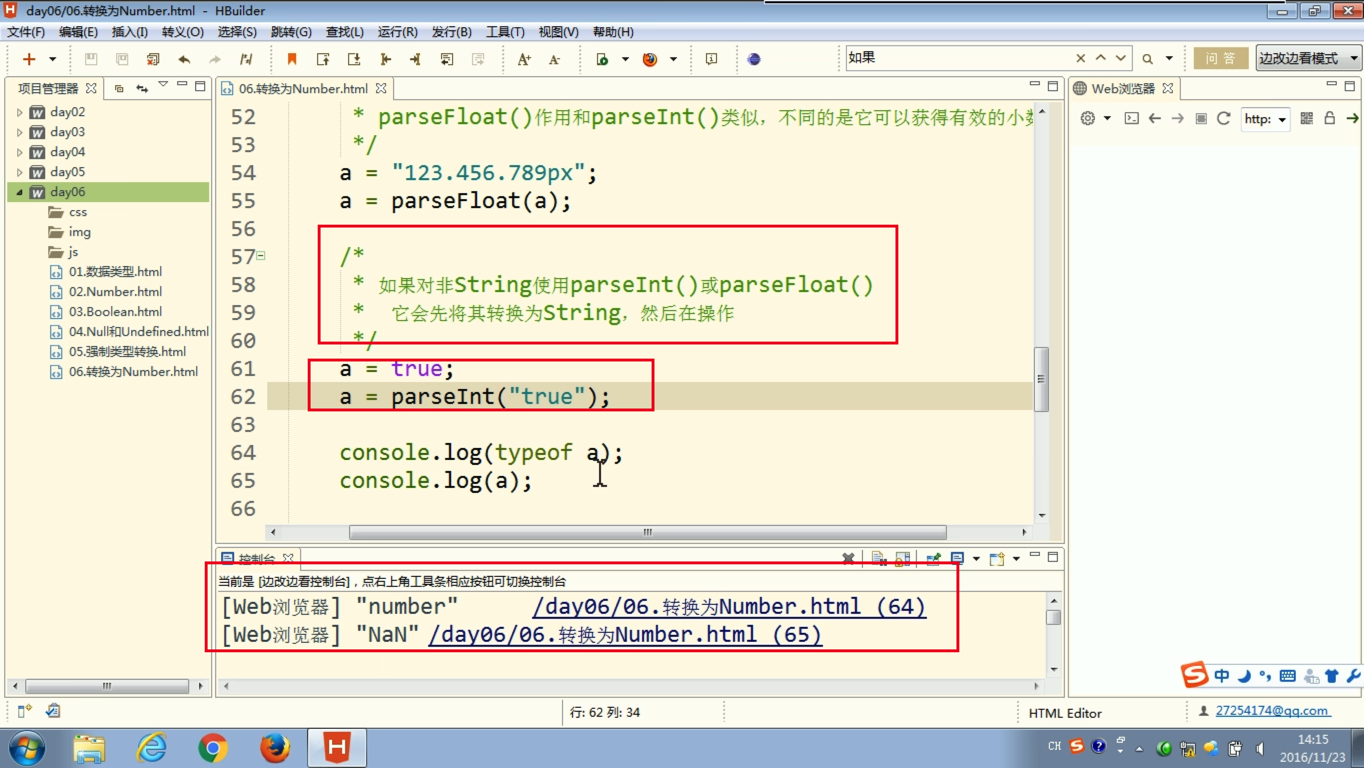 day06/06.转换为Number.html - HBuilder
文件(F) 编辑(E) 插入(I) 转义(O) 选择(S) 跳转(G) 查找(L) 运行(R) 发行(B) 工具(T) 视图(V) 帮助(H)
如果
问 答
边改边看模式
项目管理器
day02
day03
day04
day05
day06
css
img
js
01.数据类型.html
02.Number.html
03.Boolean.html
04.Null和Undefined.html
05.强制类型转换.html
06.转换为Number.html
06.转换为Number.html
52 * parseFloat()作用和parseInt()类似，不同的是它可以获得有效的小数
53 */
54 a = "123.456.789px";
55 a = parseFloat(a);
56
57 /*
58 * 如果对非String使用parseInt()或parseFloat()
59 * 它会先将其转换为String，然后在操作
60 */
61 a = true;
62 a = parseInt("true");
63
64 console.log(typeof a);
65 console.log(a);
66
Web浏览器
http:
控制台
当前是 [边改边看控制台]，点右上角工具条相应按钮可切换控制台
[Web浏览器] "number" /day06/06.转换为Number.html (64)
[Web浏览器] "NaN" /day06/06.转换为Number.html (65)
中
行: 62 列: 34
HTML Editor
27254174@qq.com
CH
14:15
2016/11/23